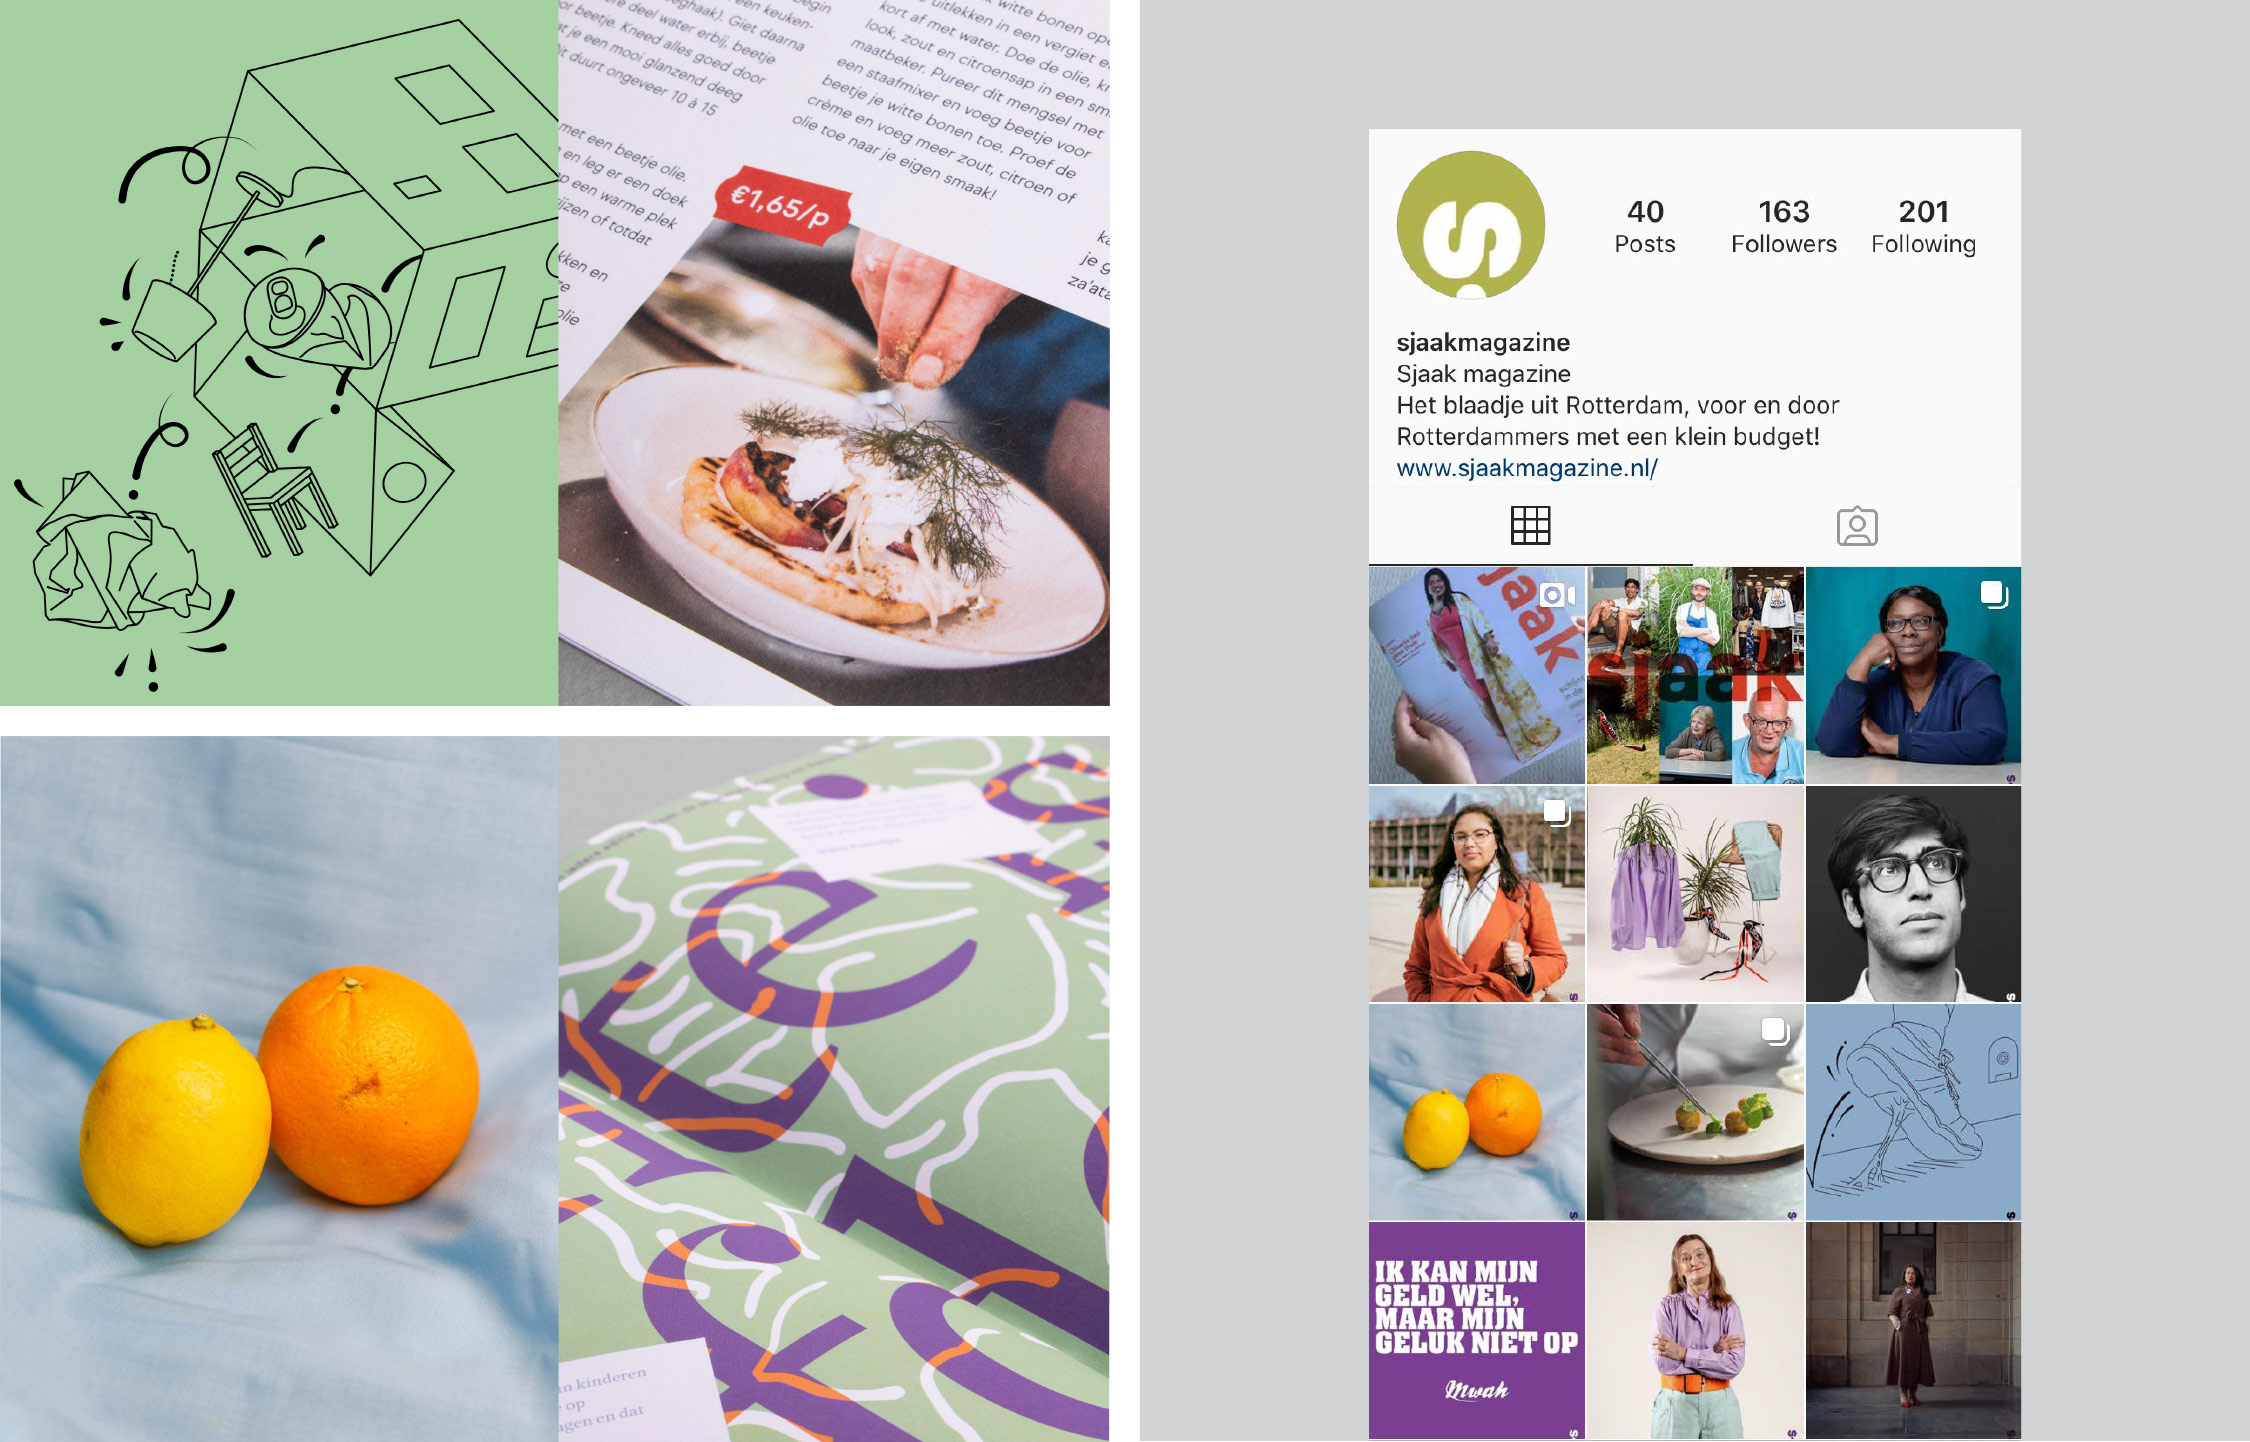 een keuken-
deel water erbij, beetje
eghaak). Giet daarna
or beetje. Kneed alles goed door
at je een mooi glanzend deeg
it duurt ongeveer 10 à 15
met een beetje olie.
en leg er een doek
op een warme plek
ijzen of totdat
kken en
olie
witte bonen
uitlekken in een vergiet
kort af met water. Doe de olie,
look, zout en citroensap in een
maatbeker. Pureer dit mengsel met
een staafmixer en voeg beetje voor
beetje je witte bonen toe. Proef de
crème en voeg meer zout, citroen of
olie toe naar je eigen smaak!
je g
za'ata
€1,65/p
in kinderen
op
agen en dat
40 163 201
Posts Followers Following
sjaakmagazine
Sjaak magazine
Het blaadje uit Rotterdam, voor en door
Rotterdammers met een klein budget!
www.sjaakmagazine.nl/
sjaak
sjaak
IK KAN MIJN
GELD WEL,
MAAR MIJN
GELUK NIET OP
Mwah